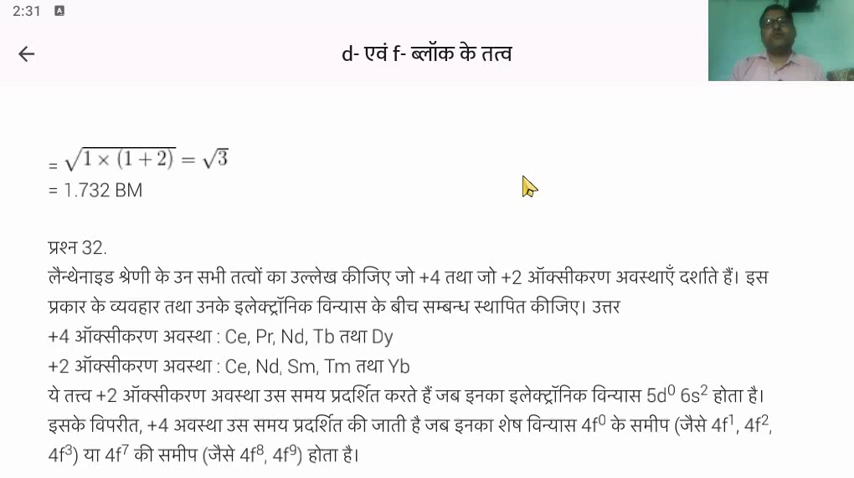 2:31 A
d- एवं f- ब्लॉक के तत्व
= √1 × (1 + 2) = √3
= 1.732 BM
प्रश्न 32.
लैन्थेनाइड श्रेणी के उन सभी तत्वों का उल्लेख कीजिए जो +4 तथा जो +2 ऑक्सीकरण अवस्थाएँ दर्शाते हैं। इस
प्रकार के व्यवहार तथा उनके इलेक्ट्रॉनिक विन्यास के बीच सम्बन्ध स्थापित कीजिए। उत्तर
+4 ऑक्सीकरण अवस्था : Ce, Pr, Nd, Tb तथा Dy
+2 ऑक्सीकरण अवस्था : Ce, Nd, Sm, Tm तथा Yb
ये तत्त्व +2 ऑक्सीकरण अवस्था उस समय प्रदर्शित करते हैं जब इनका इलेक्ट्रॉनिक विन्यास 5d⁰ 6s² होता है।
इसके विपरीत, +4 अवस्था उस समय प्रदर्शित की जाती है जब इनका शेष विन्यास 4f⁰ के समीप (जैसे 4f¹, 4f²,
4f³) या 4f⁷ की समीप (जैसे 4f⁸, 4f⁹) होता है।